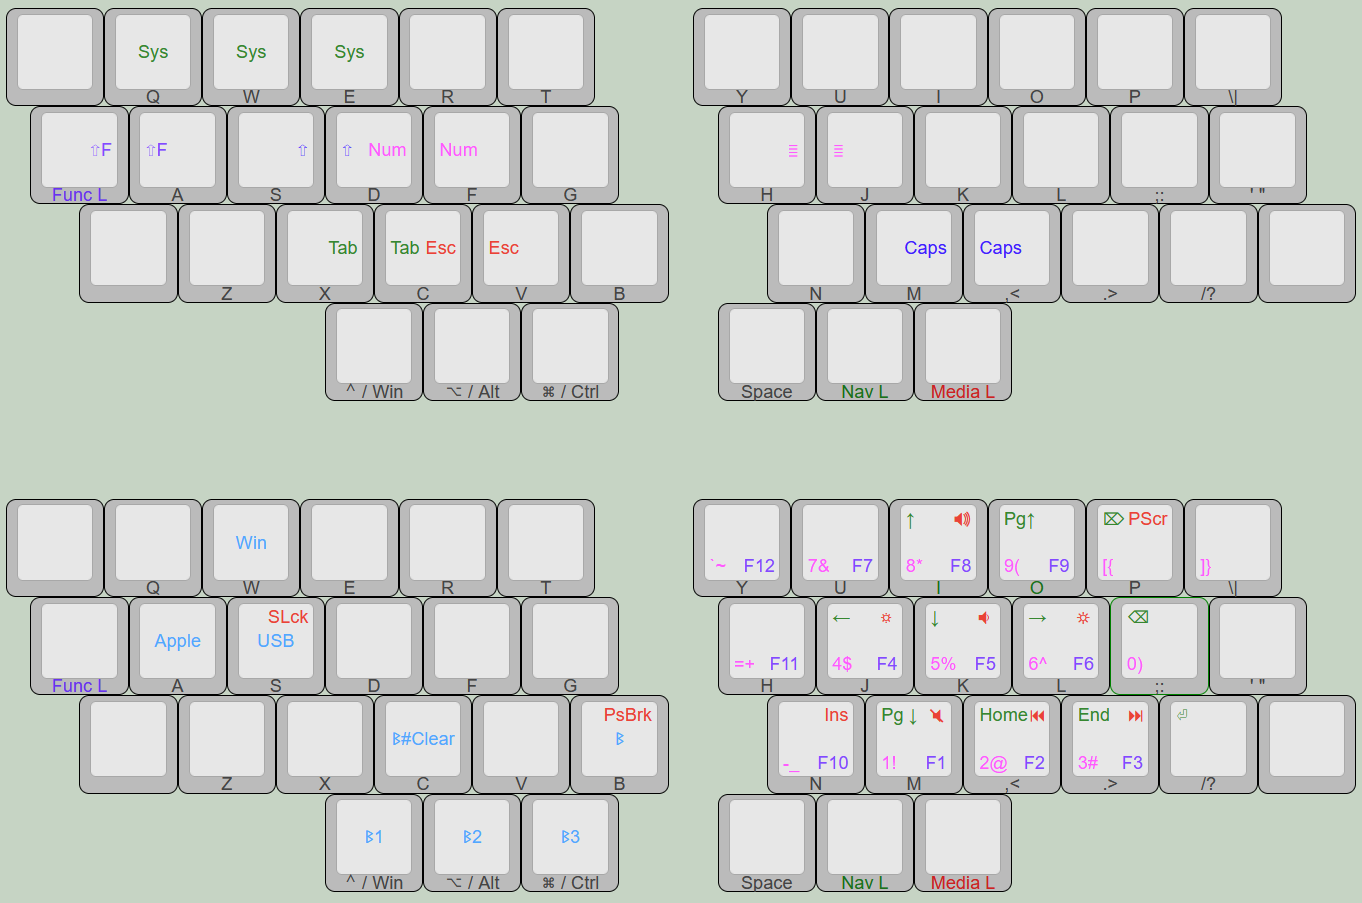 Sys Sys Sys
Q W E R T Y U I O P \|
⇧F ⇧F ⇧ ⇧ Num Num ≣ ≣
Func L A S D F G H J K L ;: ' "
Tab Tab Esc Esc Caps Caps
Z X C V B N M ,< .> /?
^ / Win ⌥ / Alt ⌘ / Ctrl Space Nav L Media L
↑ Pg↑ ⌦ PScr
Win
`~ F12 7& F7 8* F8 9( F9 [{ ]}
Q W E R T Y U I O P \|
SLck ← ↓ → ⌫
Apple USB
=+ F11 4$ F4 5% F5 6^ F6 0)
Func L A S D F G H J K L ;: ' "
PsBrk Ins Pg ↓ Home ⏮ End ⏭ ⏎
ᛒ#Clear ᛒ
-_ F10 1! F1 2@ F2 3# F3
Z X C V B N M ,< .> /?
ᛒ1 ᛒ2 ᛒ3
^ / Win ⌥ / Alt ⌘ / Ctrl Space Nav L Media L